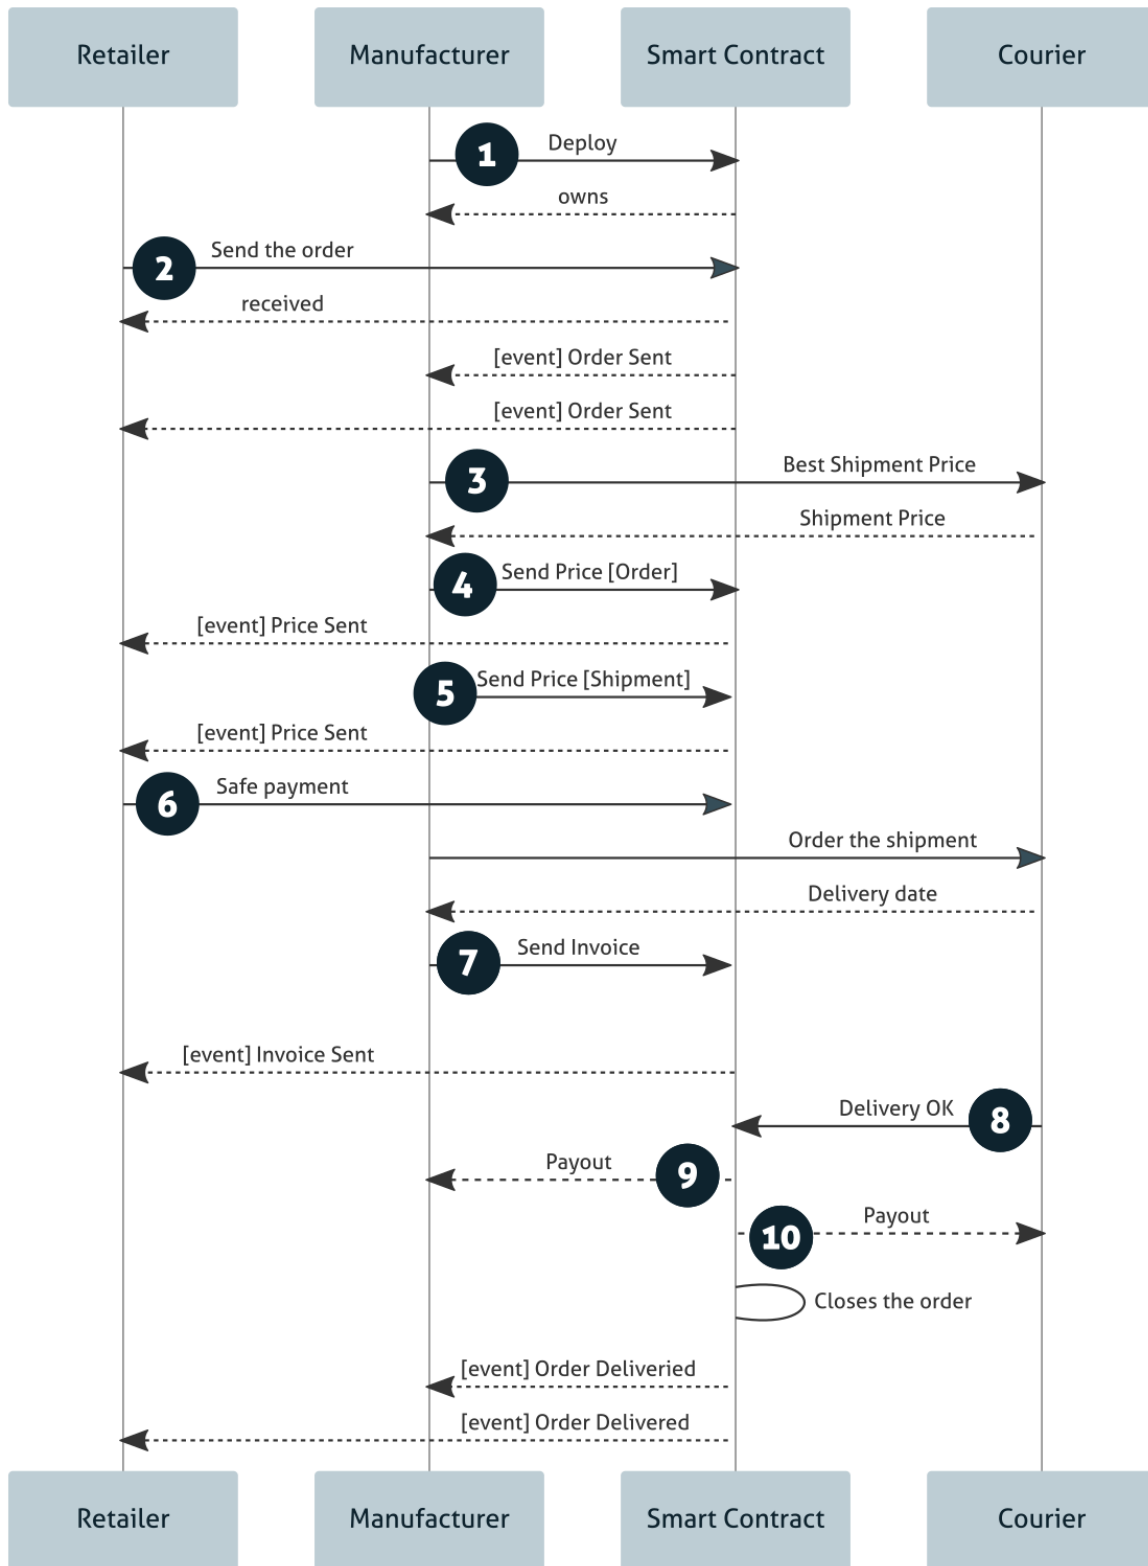 Retailer Manufacturer Smart Contract Courier
1 Deploy
owns
2 Send the order
received
[event] Order Sent
[event] Order Sent
3 Best Shipment Price
Shipment Price
4 Send Price [Order]
[event] Price Sent
5 Send Price [Shipment]
[event] Price Sent
6 Safe payment
Order the shipment
Delivery date
7 Send Invoice
[event] Invoice Sent
Delivery OK 8
Payout 9
10 Payout
Closes the order
[event] Order Deliveried
[event] Order Delivered
Retailer Manufacturer Smart Contract Courier